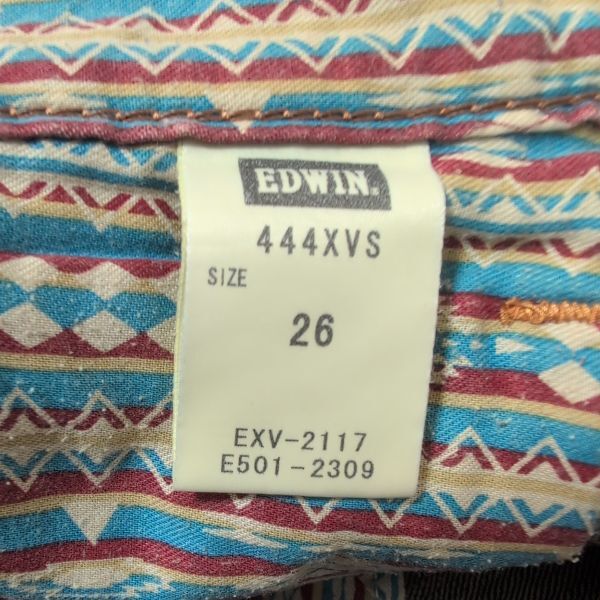 EDWIN.
444XVS
SIZE
26
EXV-2117
E501-2309